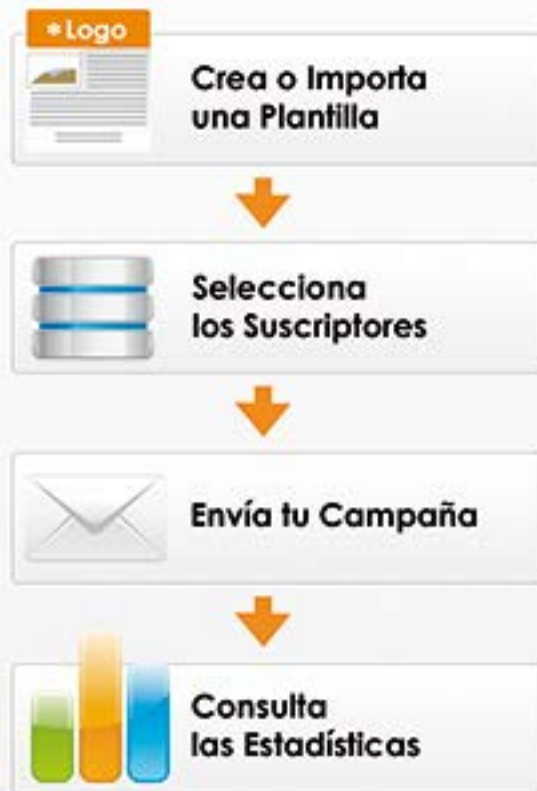 *Logo
Crea o Importa
una Plantilla
Selecciona
los Suscriptores
Envía tu Campaña
Consulta
las Estadísticas